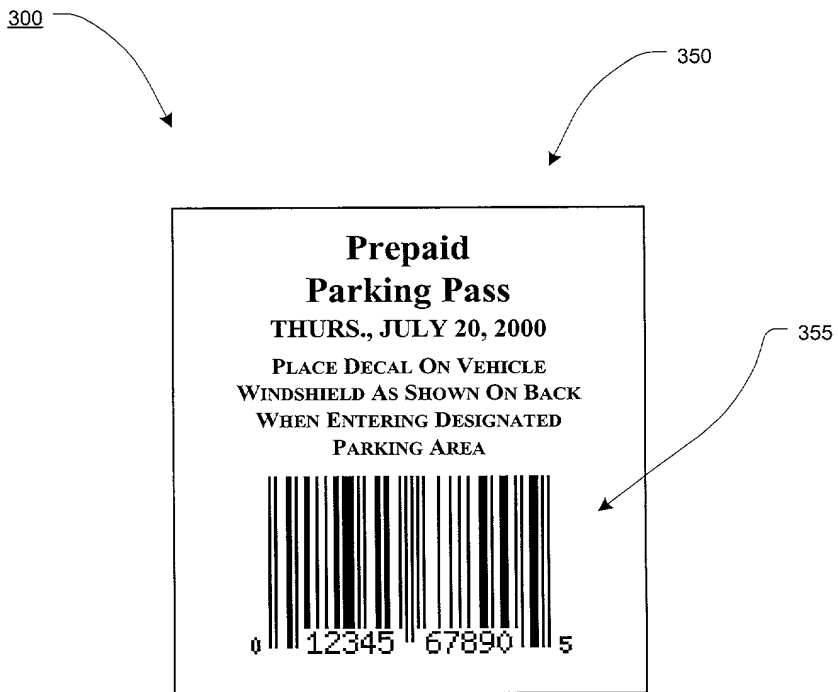 300
350
Prepaid
Parking Pass
THURS., JULY 20, 2000
355
PLACE DECAL ON VEHICLE
WINDSHIELD AS SHOWN ON BACK
WHEN ENTERING DESIGNATED
PARKING AREA
0 12345 67890 5